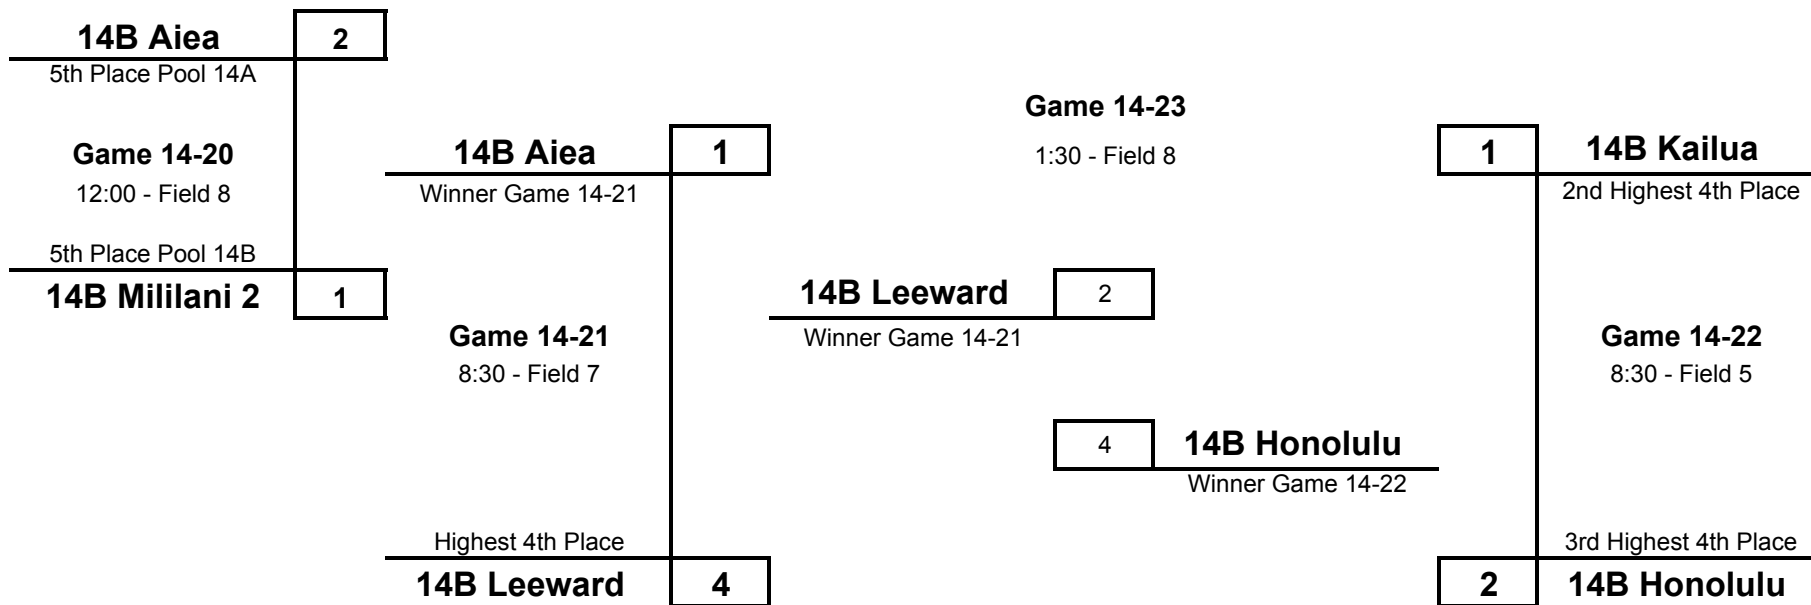 14B Aiea 2
5th Place Pool 14A
Game 14-23
Game 14-20 14B Aiea 1 1:30 - Field 8 1 14B Kailua
12:00 - Field 8 Winner Game 14-21 2nd Highest 4th Place
5th Place Pool 14B
14B Mililani 2 1 14B Leeward 2
Game 14-21 Winner Game 14-21 Game 14-22
8:30 - Field 7 8:30 - Field 5
4 14B Honolulu
Winner Game 14-22
Highest 4th Place 3rd Highest 4th Place
14B Leeward 4 2 14B Honolulu